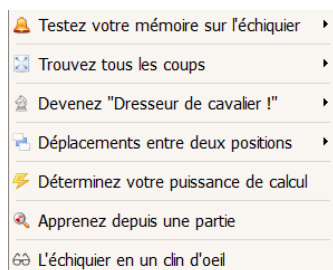 Testez votre mémoire sur l'échiquier
Trouvez tous les coups
Devenez "Dresseur de cavalier !"
Déplacements entre deux positions
Déterminez votre puissance de calcul
Apprenez depuis une partie
L'échiquier en un clin d'oeil